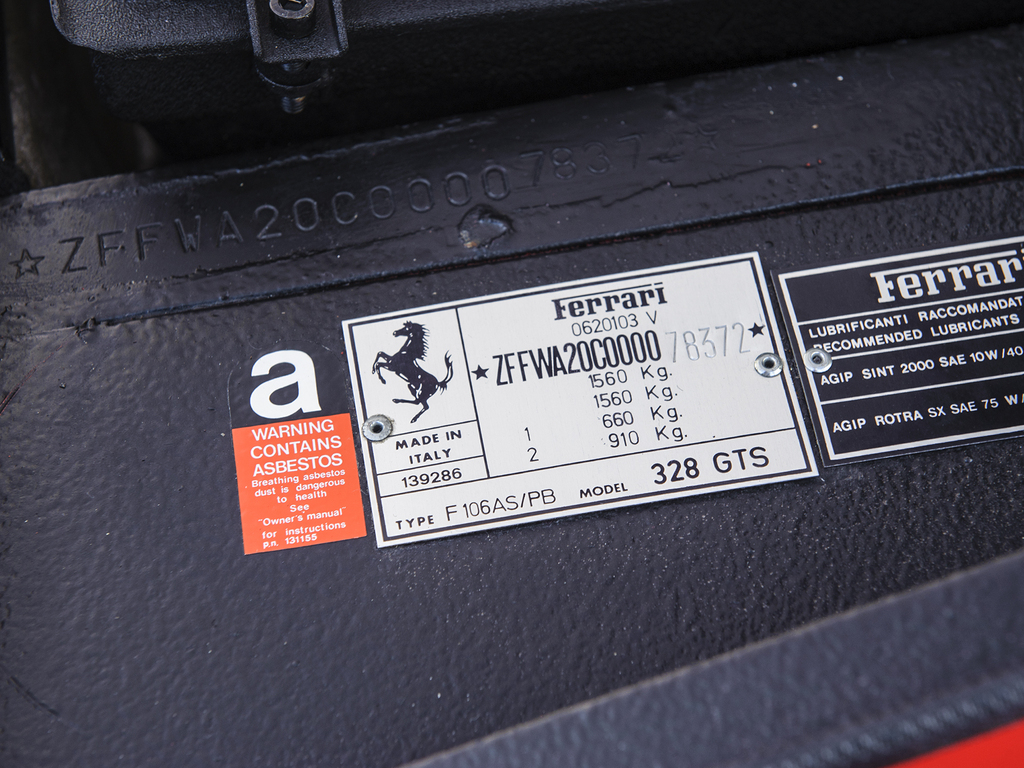 ☆ ZFFWA20C00007837
a
WARNING
CONTAINS
ASBESTOS
Breathing asbestos
dust is dangerous
to health
See
"Owner's manual"
for instructions
p.n. 131155
Ferrari
0620103 V
★ZFFWA20C000078372★
1560 Kg.
1560 Kg.
1 660 Kg.
2 910 Kg.
MADE IN
ITALY
139286
TYPE F 106AS/PB MODEL 328 GTS
Ferrari
LUBRIFICANTI RACCOMANDAT
RECOMMENDED LUBRICANTS
AGIP SINT 2000 SAE 10W/40
AGIP ROTRA SX SAE 75 W